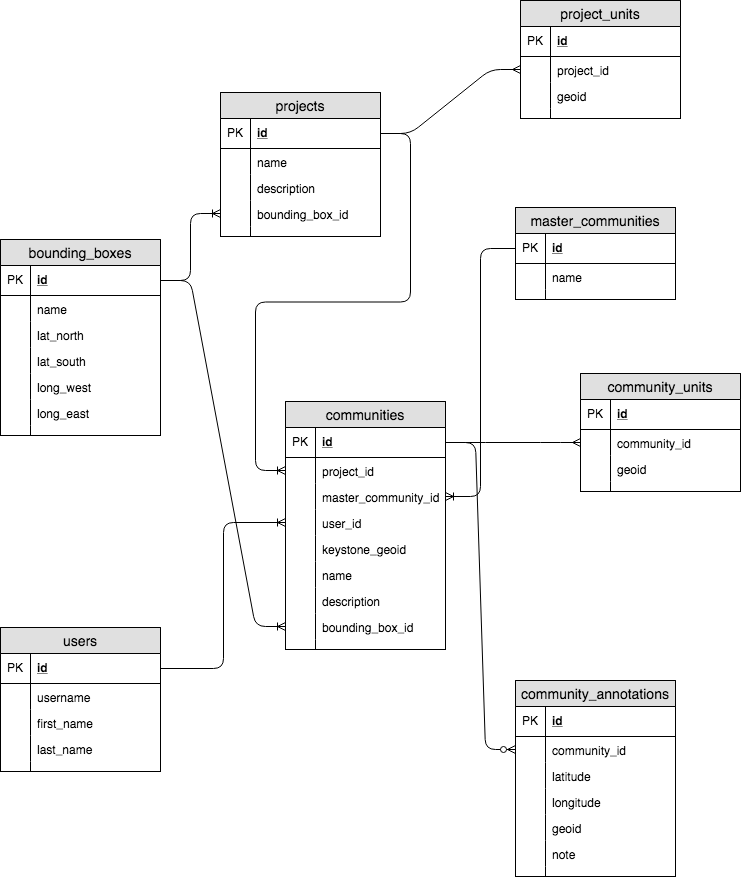 project_units
PK id
project_id
geoid
projects
PK id
name
description
bounding_box_id
master_communities
PK id
name
bounding_boxes
PK id
name
lat_north
lat_south
long_west
long_east
community_units
PK id
community_id
geoid
communities
PK id
project_id
master_community_id
user_id
keystone_geoid
name
description
bounding_box_id
users
PK id
username
first_name
last_name
community_annotations
PK id
community_id
latitude
longitude
geoid
note